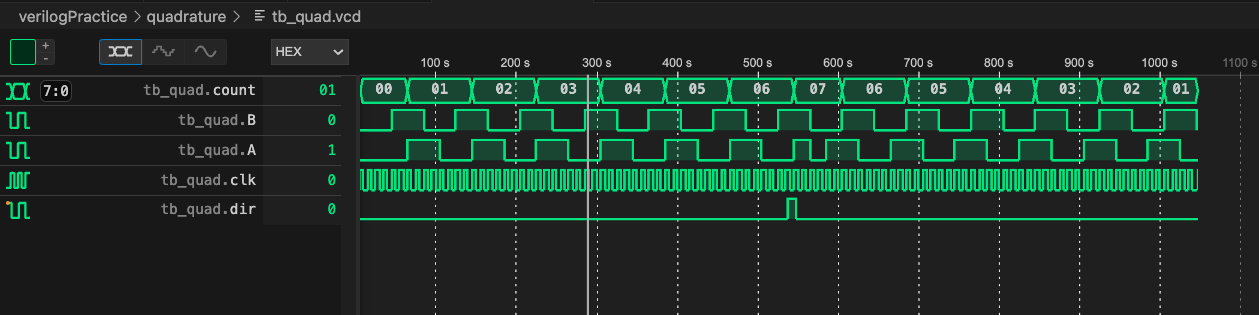 verilogPractice > quadrature > tb_quad.vcd
+
-
HEX
100 s 200 s 300 s 400 s 500 s 600 s 700 s 800 s 900 s 1000 s 1100 s
7:0 tb_quad.count 01 00 01 02 03 04 05 06 07 06 05 04 03 02 01
tb_quad.B 0
tb_quad.A 1
tb_quad.clk 0
tb_quad.dir 0